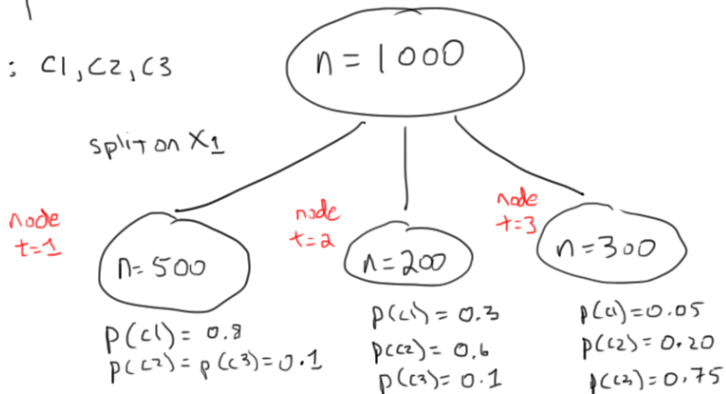 : C1, C2, C3
n = 1000
split on X1
node
t=1
node
t=2
node
t=3
n= 500
n=200
n=300
p(c1) = 0.8
p(c2) = p(c3) = 0.1
p(c1) = 0.3
p(c2) = 0.6
p(c3) = 0.1
p(c1) = 0.05
p(c2) = 0.20
p(c3) = 0.75